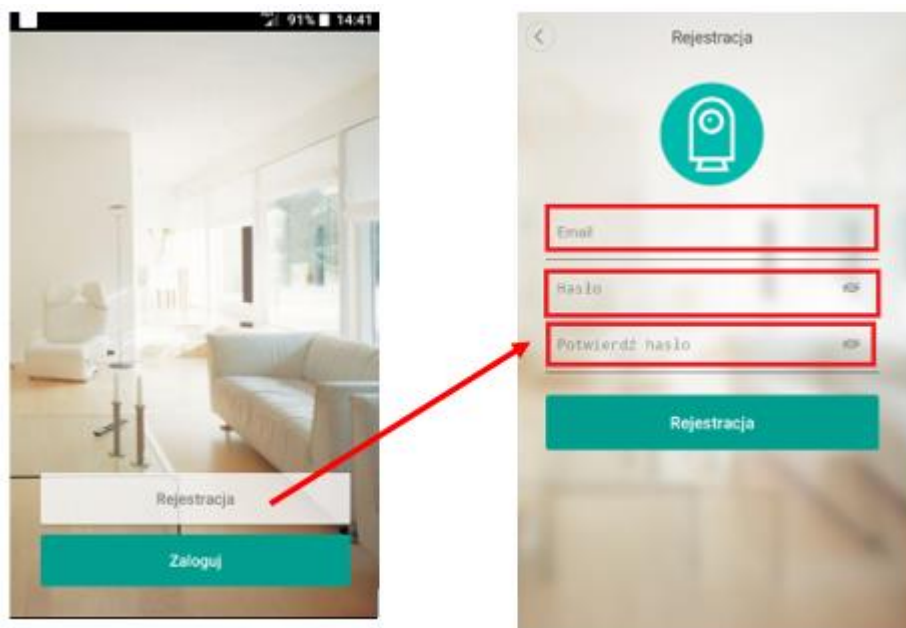 91% 14:41
Rejestracja
Zaloguj
Rejestracja
Email
Hasło
Potwierdź hasło
Rejestracja